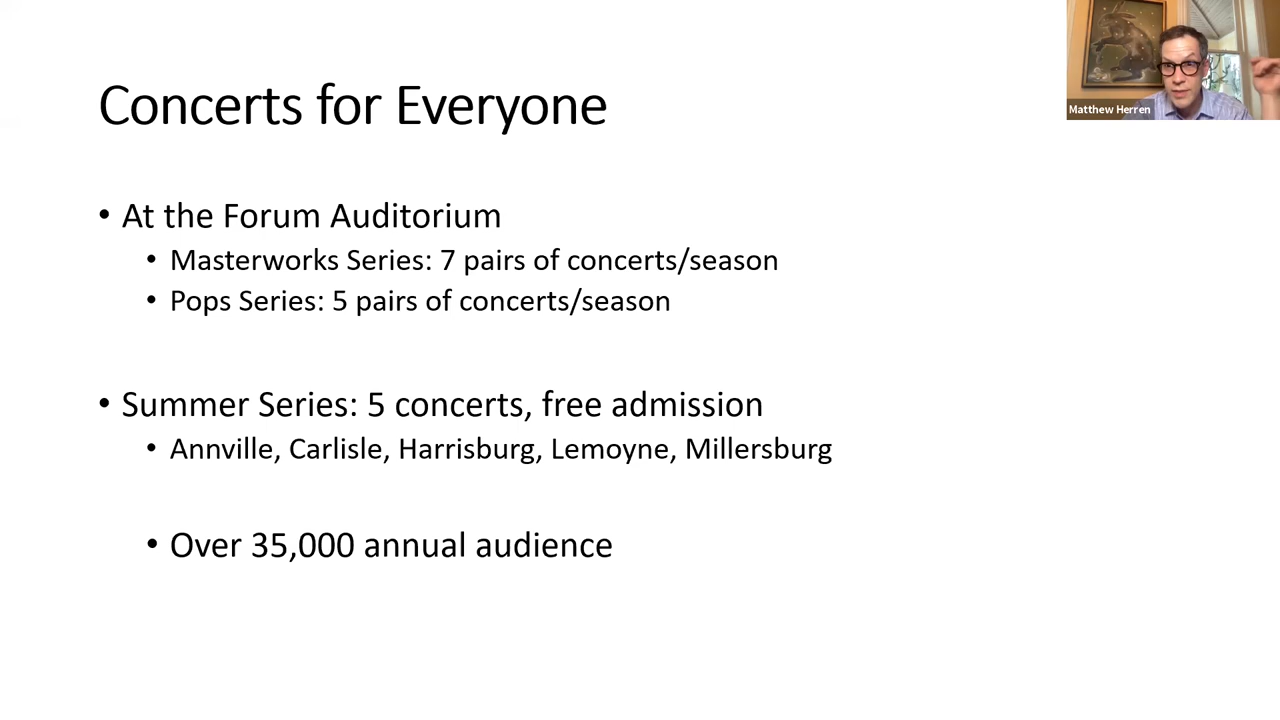 Concerts for Everyone
Matthew Herren
• At the Forum Auditorium
• Masterworks Series: 7 pairs of concerts/season
• Pops Series: 5 pairs of concerts/season
• Summer Series: 5 concerts, free admission
• Annville, Carlisle, Harrisburg, Lemoyne, Millersburg
• Over 35,000 annual audience